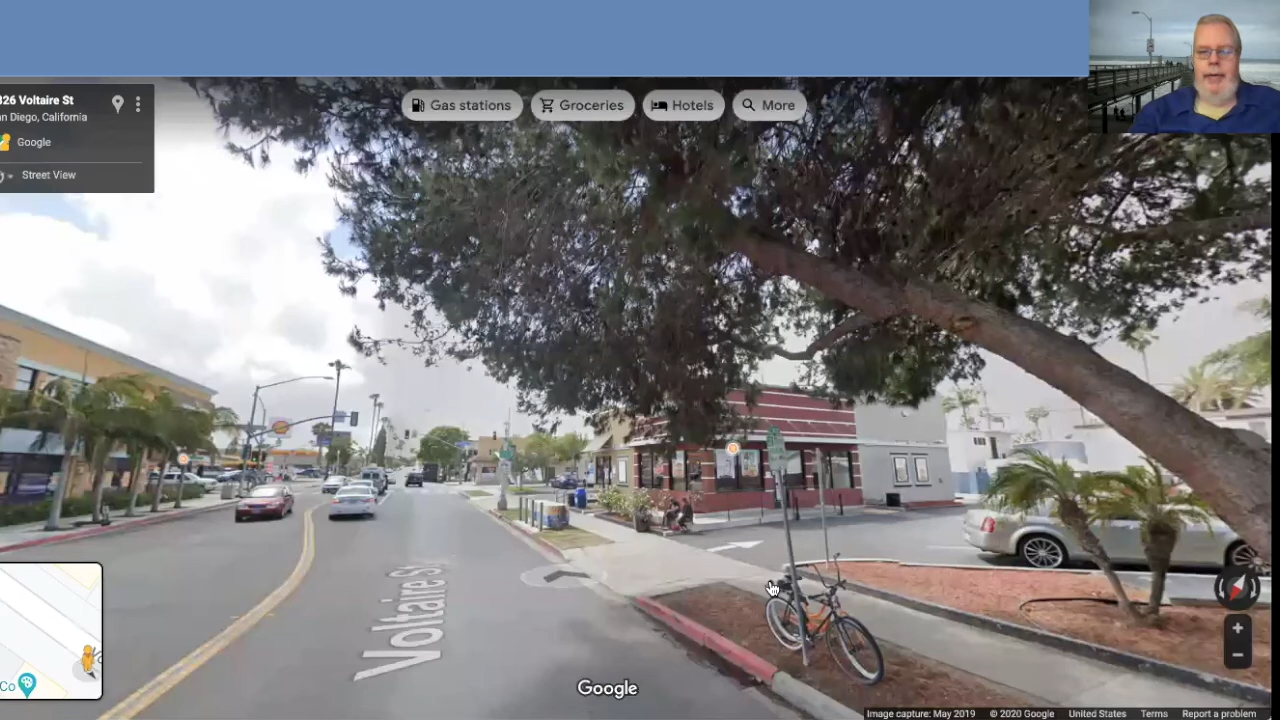 326 Voltaire St
an Diego, California
Google
Street View
Gas stations
Groceries
Hotels
More
Voltaire St
Co
Google
Image capture: May 2019
© 2020 Google
United States
Terms
Report a problem